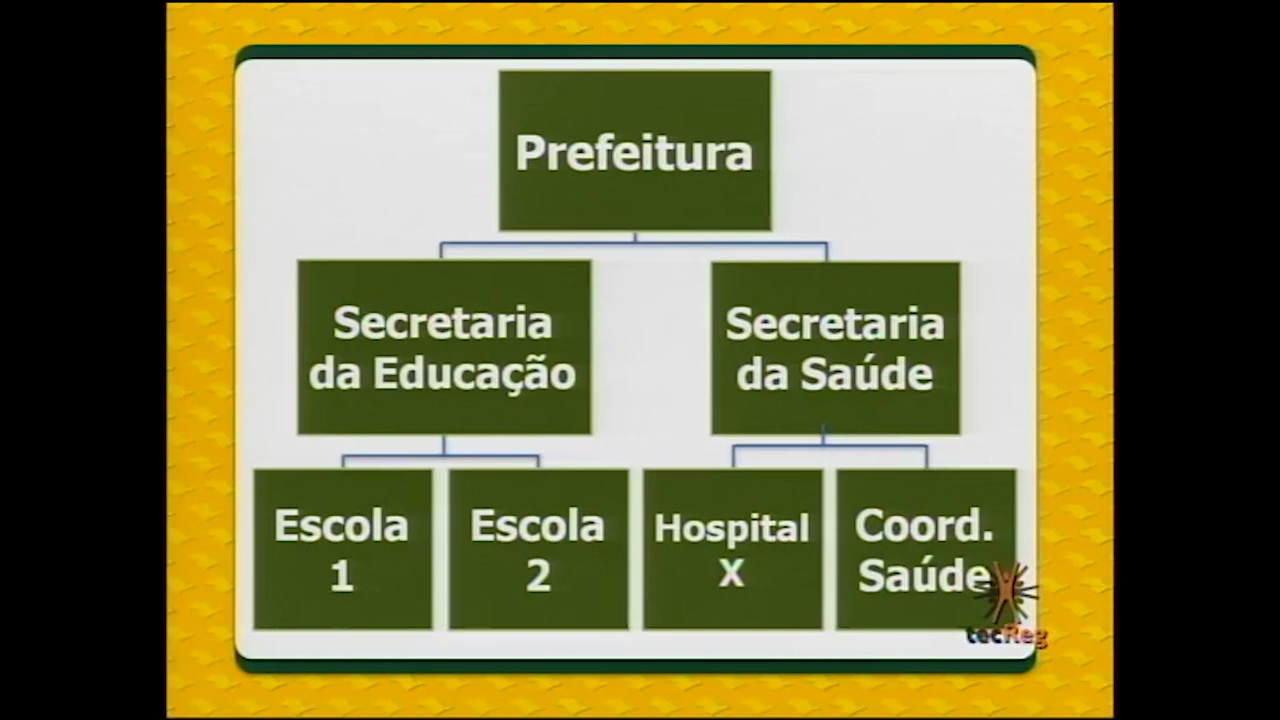 Prefeitura
Secretaria
da Educação
Secretaria
da Saúde
Escola
1
Escola
2
Hospital
X
Coord.
Saúde
tecReg